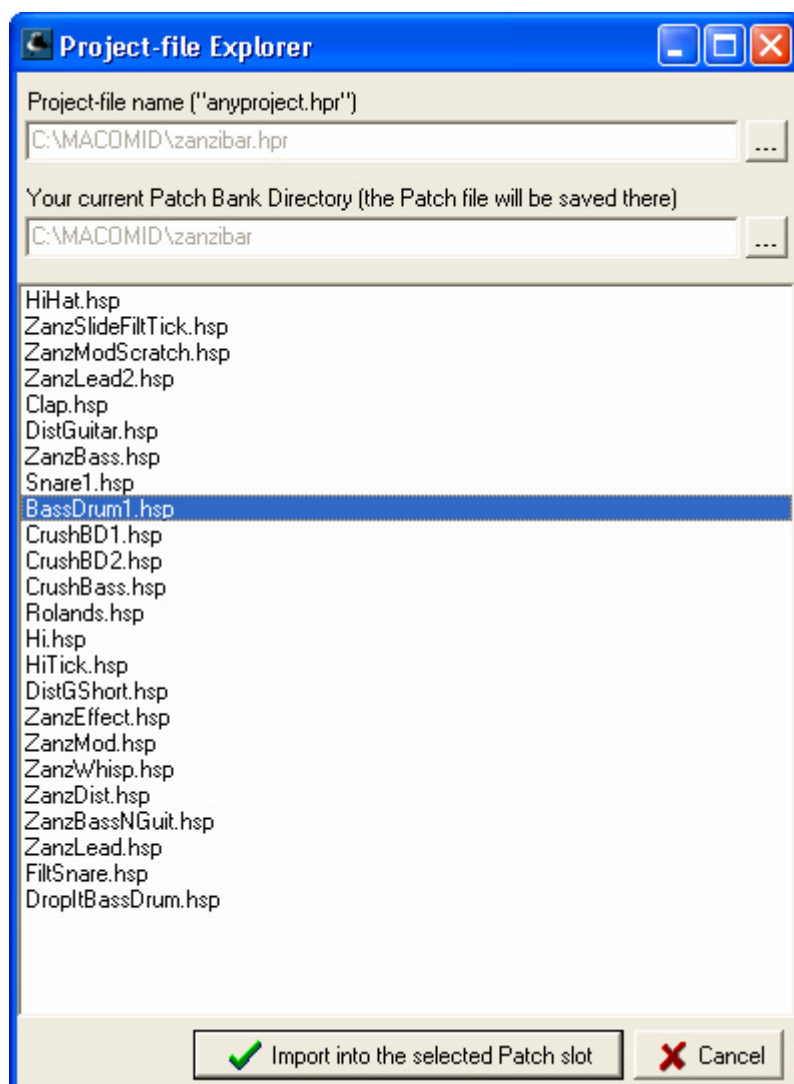 Project-file Explorer
Project-file name ("anyproject.hpr")
C:\MACOMID\zanzibar.hpr
...
Your current Patch Bank Directory (the Patch file will be saved there)
C:\MACOMID\zanzibar
...
HiHat.hsp
ZanzSlideFiltTick.hsp
ZanzModScratch.hsp
ZanzLead2.hsp
Clap.hsp
DistGuitar.hsp
ZanzBass.hsp
Snare1.hsp
BassDrum1.hsp
CrushBD1.hsp
CrushBD2.hsp
CrushBass.hsp
Rolands.hsp
Hi.hsp
HiTick.hsp
DistGShort.hsp
ZanzEffect.hsp
ZanzMod.hsp
ZanzWhisp.hsp
ZanzDist.hsp
ZanzBassNGuit.hsp
ZanzLead.hsp
FiltSnare.hsp
DropItBassDrum.hsp
Import into the selected Patch slot
Cancel